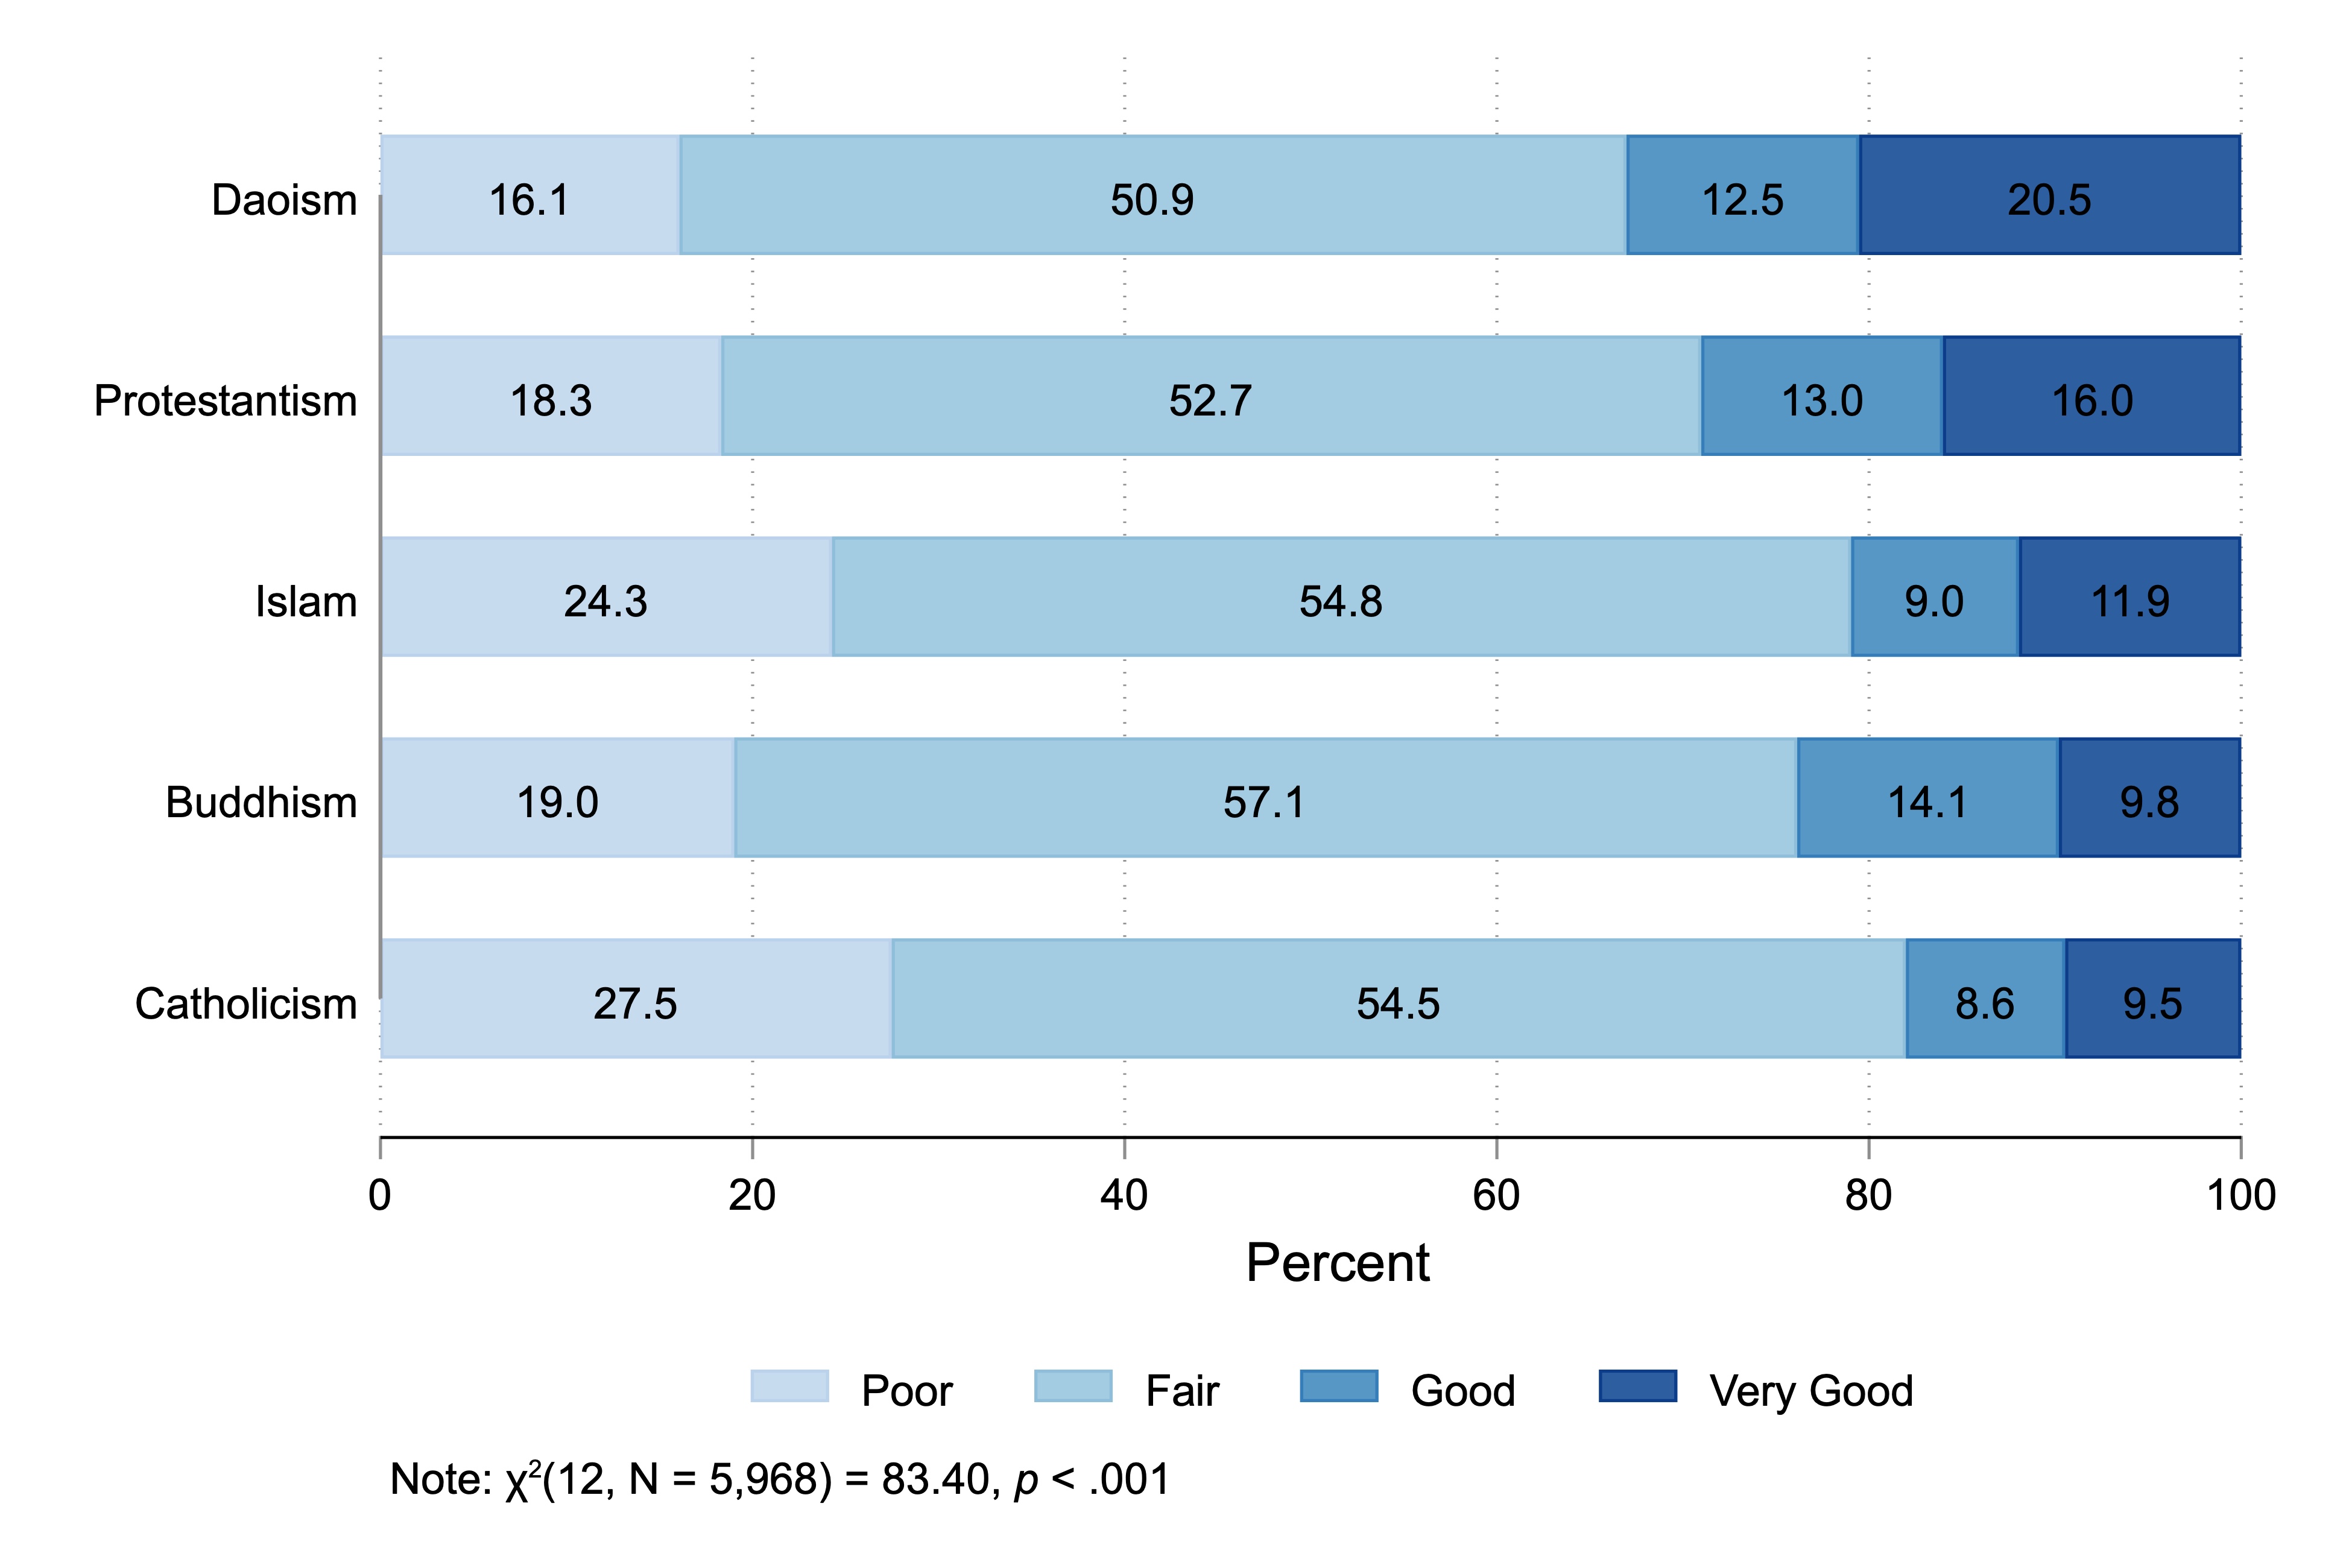 Daoism 16.1 50.9 12.5 20.5
Protestantism 18.3 52.7 13.0 16.0
Islam 24.3 54.8 9.0 11.9
Buddhism 19.0 57.1 14.1 9.8
Catholicism 27.5 54.5 8.6 9.5
0 20 40 60 80 100
Percent
Poor Fair Good Very Good
Note: χ²(12, N = 5,968) = 83.40, p < .001